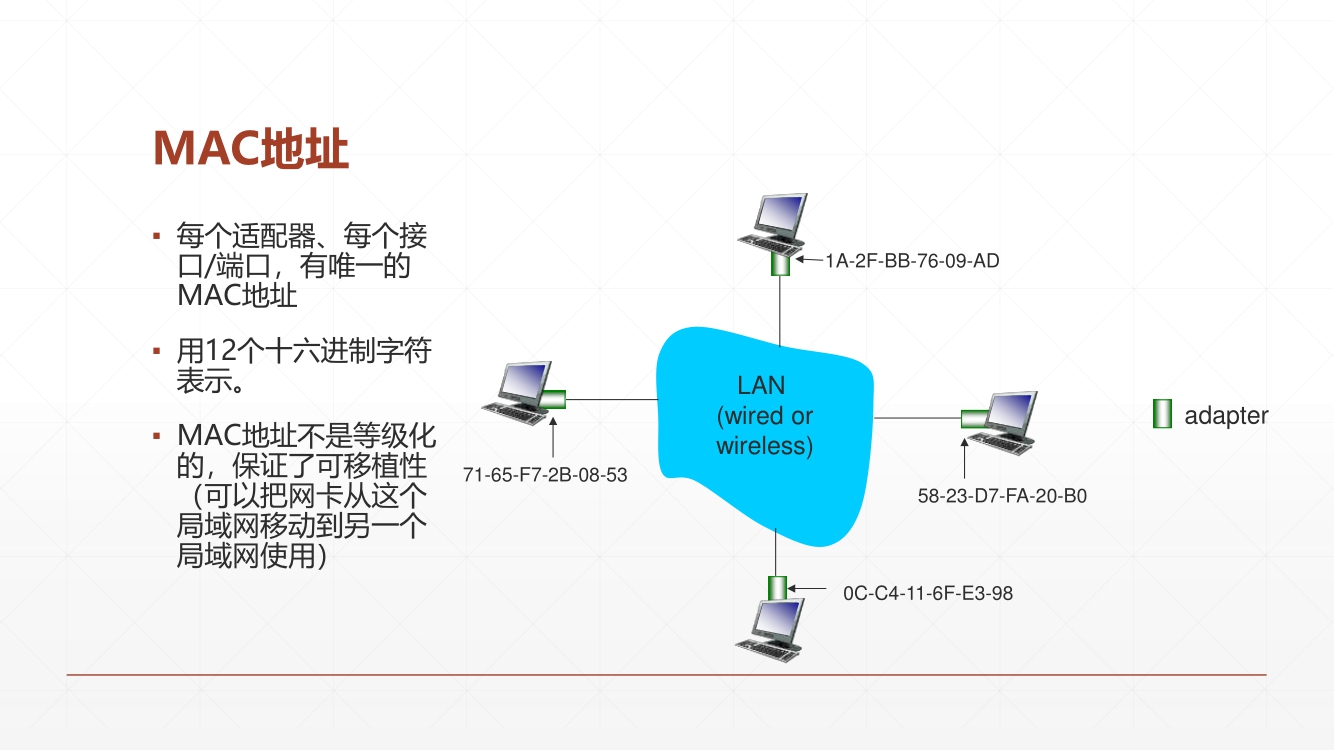 MAC地址
▪ 每个适配器、每个接
口/端口，有唯一的
MAC地址
▪ 用12个十六进制字符
表示。
▪ MAC地址不是等级化
的，保证了可移植性
（可以把网卡从这个
局域网移动到另一个
局域网使用）
1A-2F-BB-76-09-AD
LAN
(wired or
wireless)
adapter
71-65-F7-2B-08-53
58-23-D7-FA-20-B0
0C-C4-11-6F-E3-98